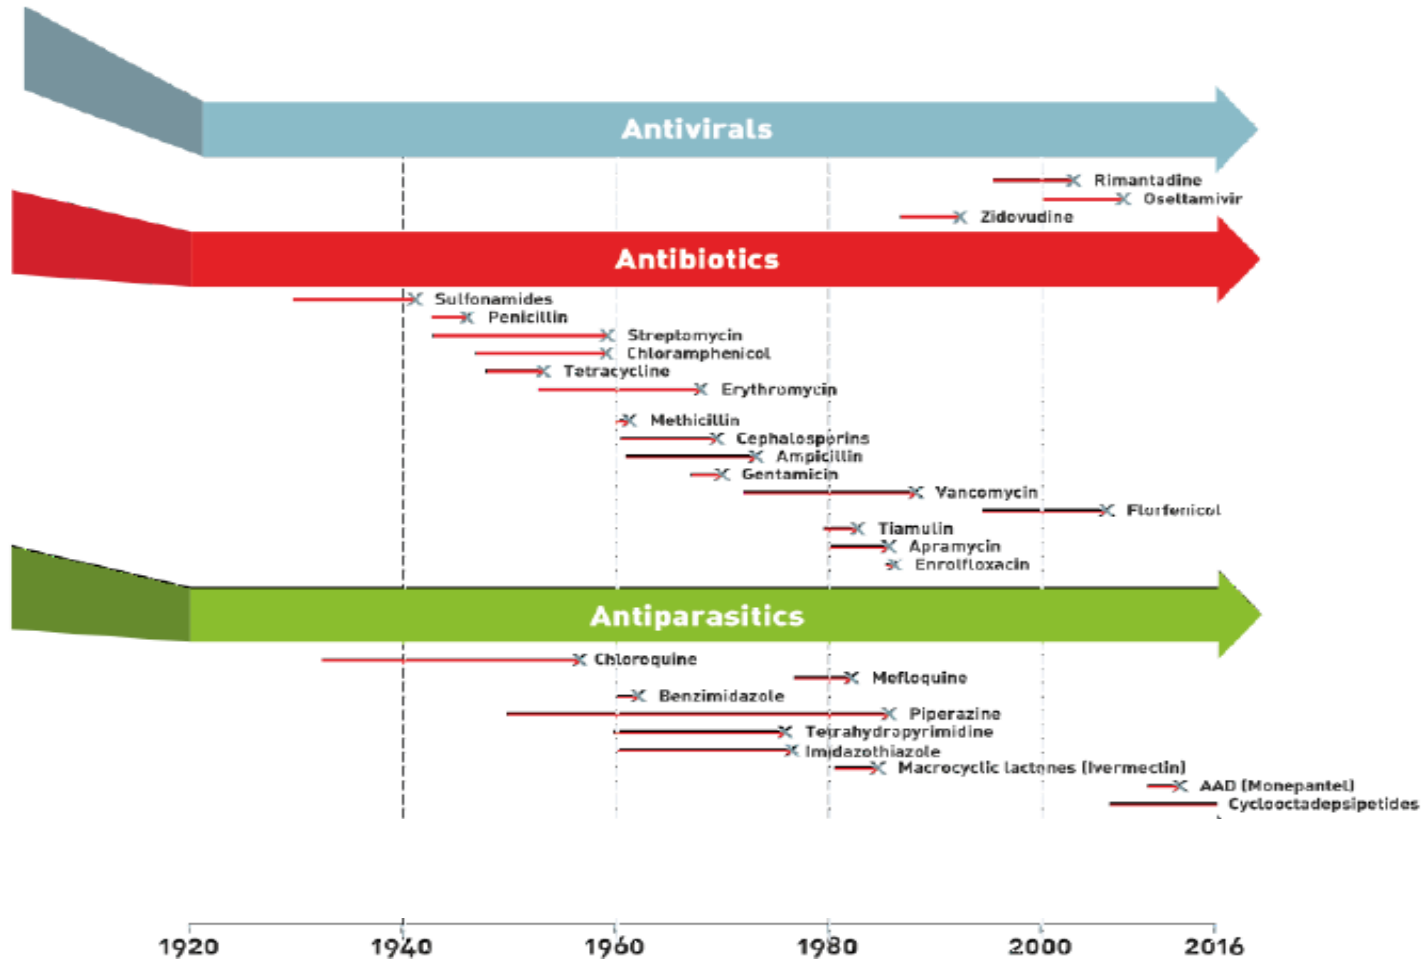 Antivirals
Rimantadine
Oseltamivir
Zidovudine
Antibiotics
Sulfonamides
Penicillin
Streptomycin
Chloramphenicol
Tetracycline
Erythromycin
Methicillin
Cephalosporins
Ampicillin
Gentamicin
Vancomycin
Florfenicol
Tiamulin
Apramycin
Enrolfloxacin
Antiparasitics
Chloroquine
Mefloquine
Benzimidazole
Piperazine
Tetrahydropyrimidine
Imidazothiazole
Macrocyclic lactones (Ivermectin)
AAD (Monepantel)
Cyclooctadepsipetides
1920 1940 1960 1980 2000 2016